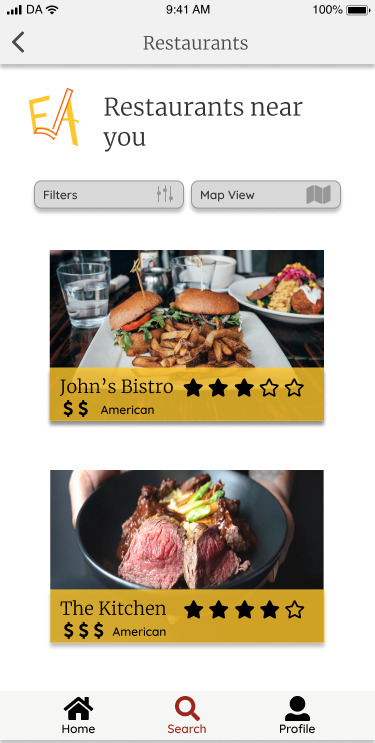 DA 9:41 AM 100%
Restaurants
EA
Restaurants near
you
Filters Map View
John's Bistro
$$ American
The Kitchen
$$$ American
Home Search Profile